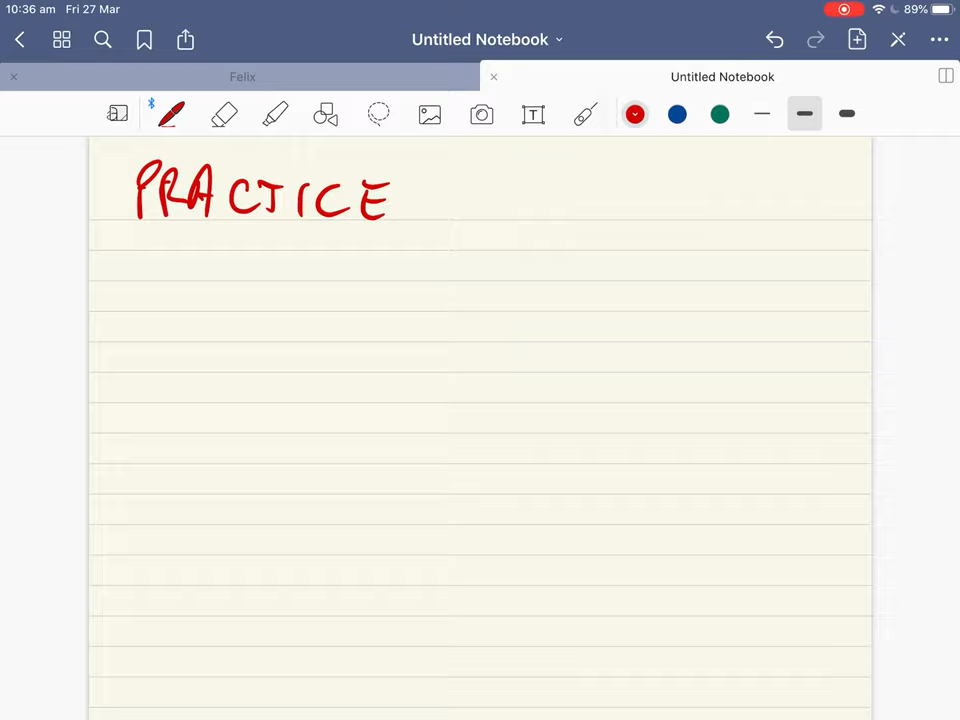 10:36 am Fri 27 Mar 89%
Untitled Notebook
Felix
Untitled Notebook
T
PRACTICE